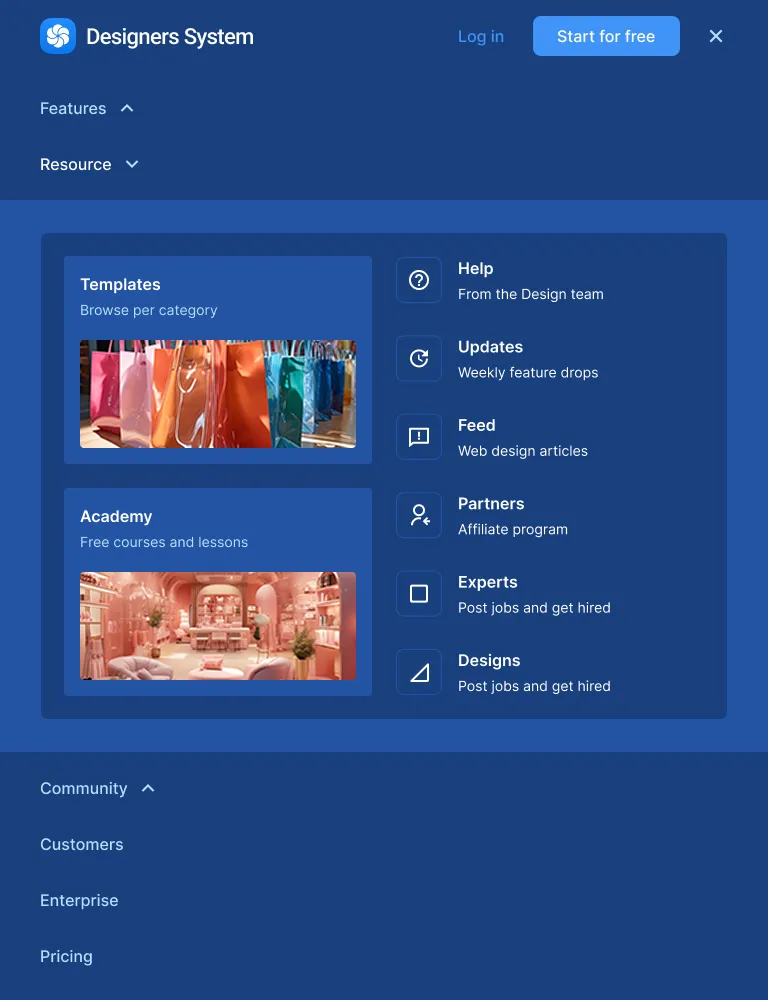 Designers System
Log in
Start for free
Features
Resource
Templates
Browse per category
Academy
Free courses and lessons
Help
From the Design team
Updates
Weekly feature drops
Feed
Web design articles
Partners
Affiliate program
Experts
Post jobs and get hired
Designs
Post jobs and get hired
Community
Customers
Enterprise
Pricing